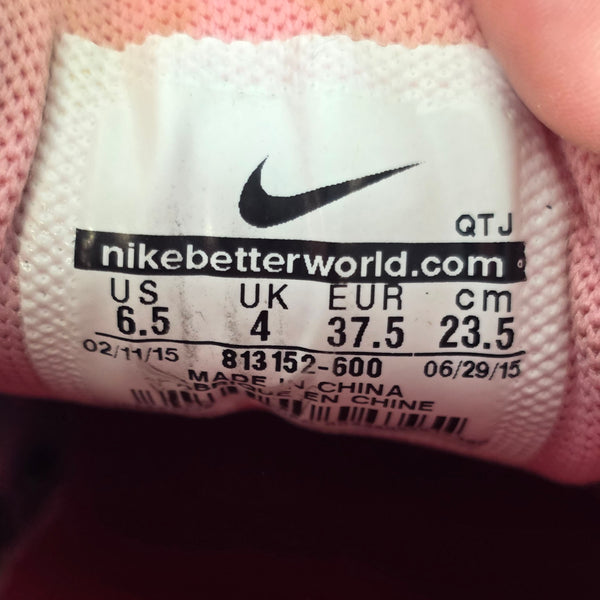 QTJ
nikebetterworld.com
US UK EUR cm
6.5 4 37.5 23.5
02/11/15 813152-600 06/29/15
MADE IN CHINA
EN CHINE